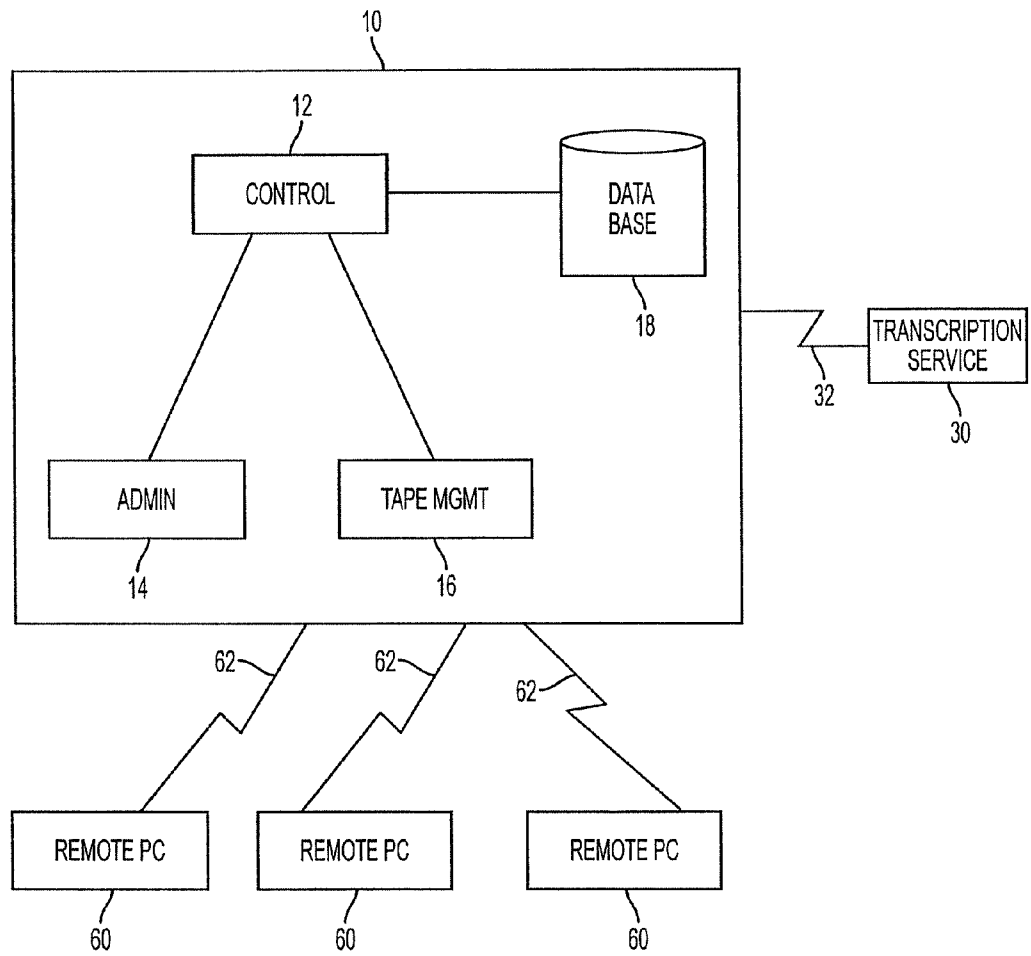 10
12
CONTROL
DATA
BASE
18
TRANSCRIPTION
SERVICE
32
30
ADMIN
TAPE MGMT
14
16
62
62
62
REMOTE PC
REMOTE PC
REMOTE PC
60
60
60